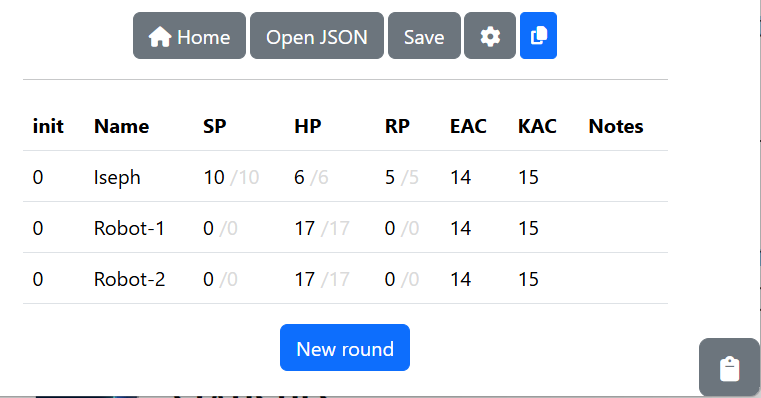 Home Open JSON Save
init Name SP HP RP EAC KAC Notes
0 Iseph 10 /10 6 /6 5 /5 14 15
0 Robot-1 0 /0 17 /17 0 /0 14 15
0 Robot-2 0 /0 17 /17 0 /0 14 15
New round